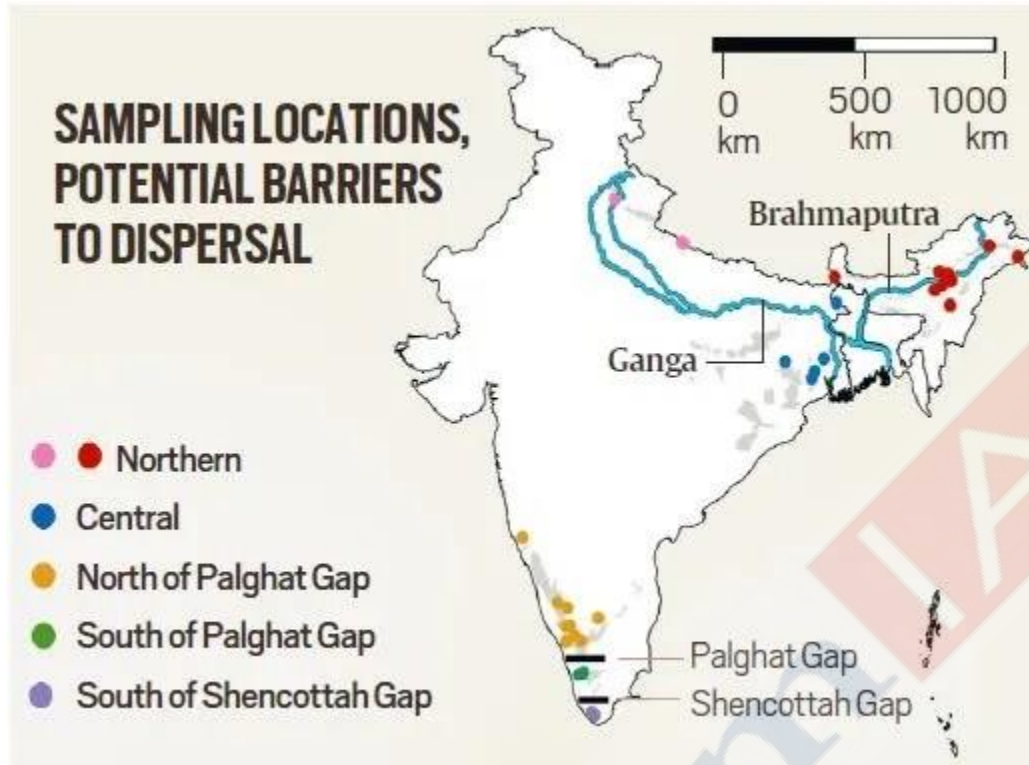 SAMPLING LOCATIONS,
POTENTIAL BARRIERS
TO DISPERSAL
0 km
500 km
1000 km
Brahmaputra
Ganga
Northern
Central
North of Palghat Gap
South of Palghat Gap
South of Shencottah Gap
Palghat Gap
Shencottah Gap